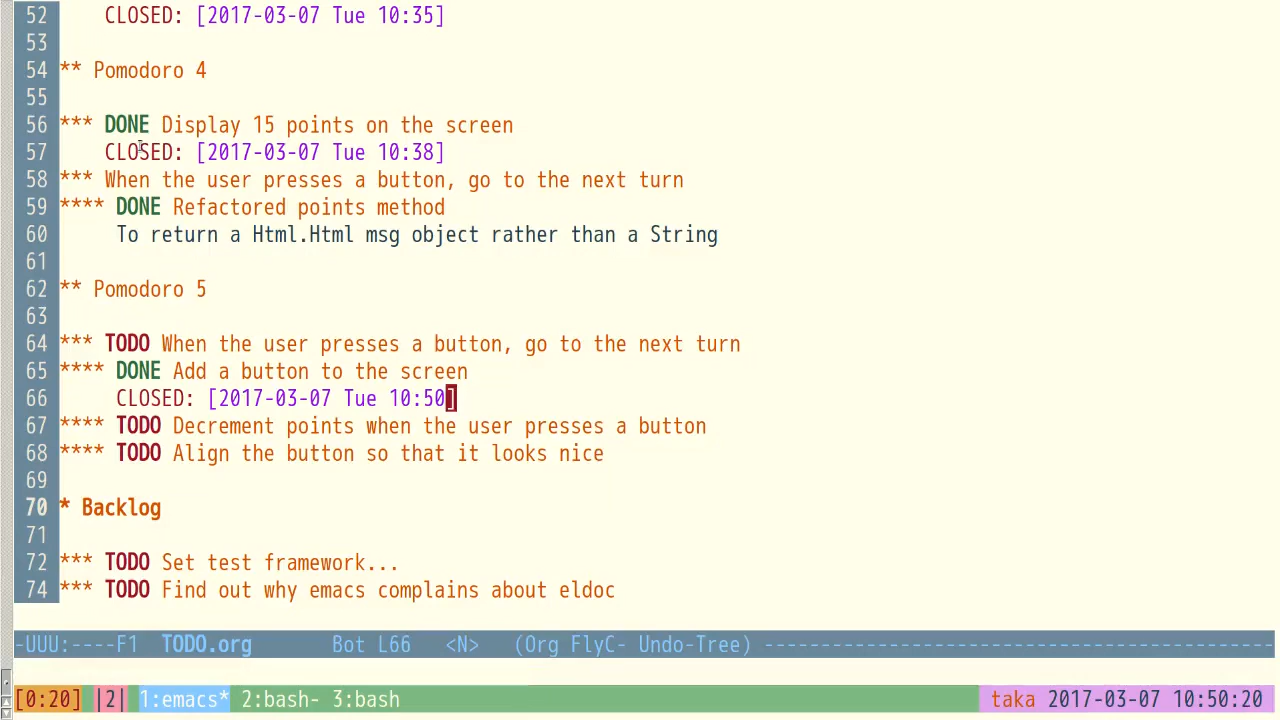 52     CLOSED: [2017-03-07 Tue 10:35]
53
54 ** Pomodoro 4
55
56 *** DONE Display 15 points on the screen
57     CLOSED: [2017-03-07 Tue 10:38]
58 *** When the user presses a button, go to the next turn
59 **** DONE Refactored points method
60      To return a Html.Html msg object rather than a String
61
62 ** Pomodoro 5
63
64 *** TODO When the user presses a button, go to the next turn
65 **** DONE Add a button to the screen
66      CLOSED: [2017-03-07 Tue 10:50]
67 **** TODO Decrement points when the user presses a button
68 **** TODO Align the button so that it looks nice
69
70 * Backlog
71
72 *** TODO Set test framework...
74 *** TODO Find out why emacs complains about eldoc
-UUU:----F1  TODO.org       Bot L66   <N>   (Org FlyC- Undo-Tree) ---------------------------------------------
[0:20] |2| 1:emacs* 2:bash- 3:bash taka 2017-03-07 10:50:20